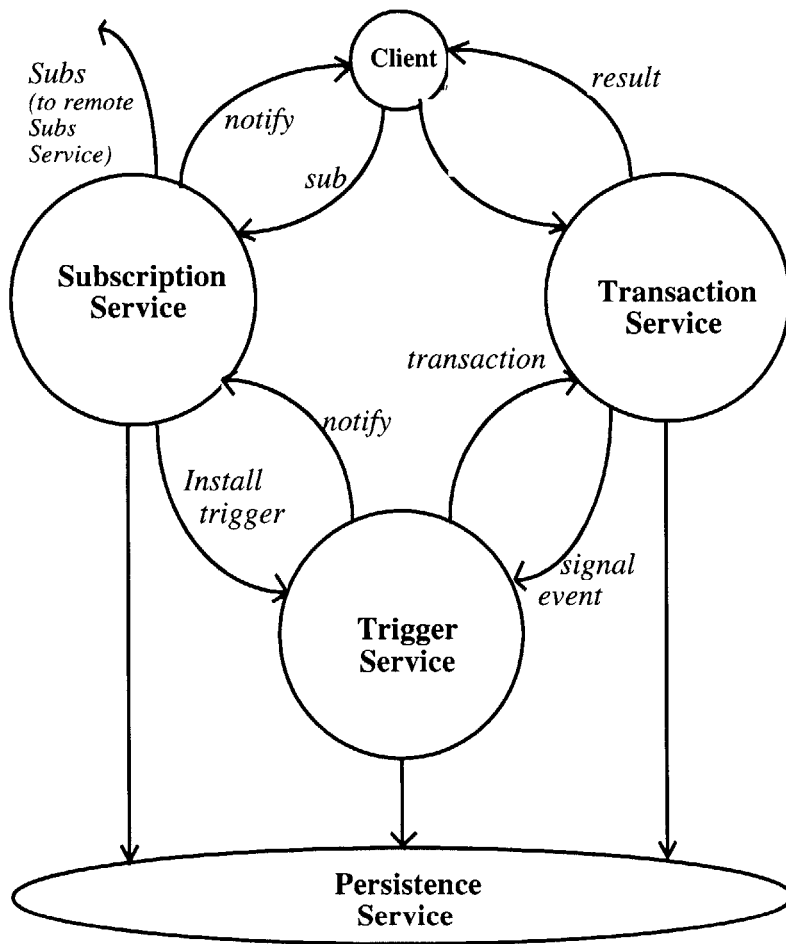 Client
Subs
(to remote
Subs
Service)
notify
result
sub
Subscription
Service
Transaction
Service
transaction
notify
Install
trigger
signal
event
Trigger
Service
Persistence
Service